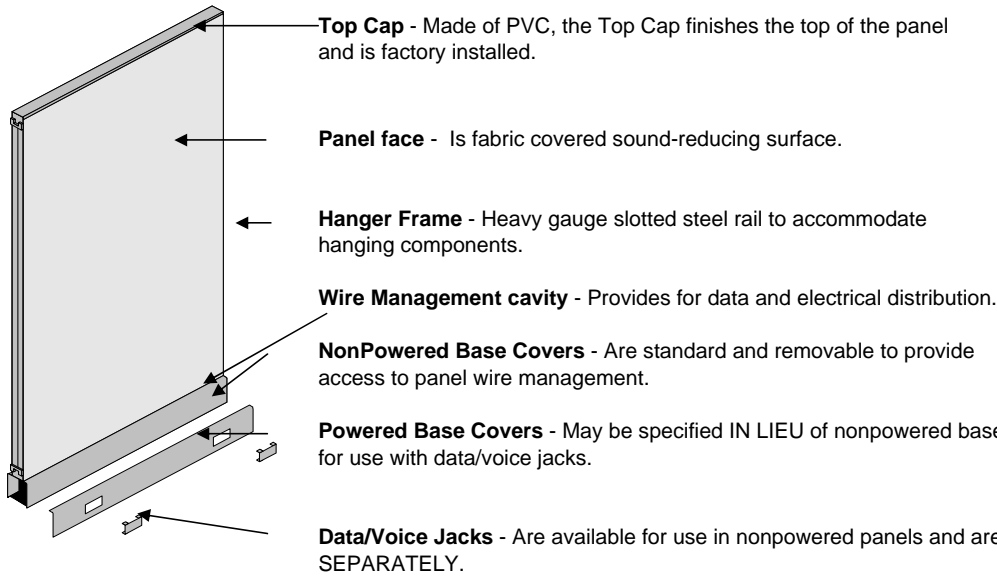 Top Cap - Made of PVC, the Top Cap finishes the top of the panel
and is factory installed.
Panel face - Is fabric covered sound-reducing surface.
Hanger Frame - Heavy gauge slotted steel rail to accommodate
hanging components.
Wire Management cavity - Provides for data and electrical distribution.
NonPowered Base Covers - Are standard and removable to provide
access to panel wire management.
Powered Base Covers - May be specified IN LIEU of nonpowered base
for use with data/voice jacks.
Data/Voice Jacks - Are available for use in nonpowered panels and are
SEPARATELY.